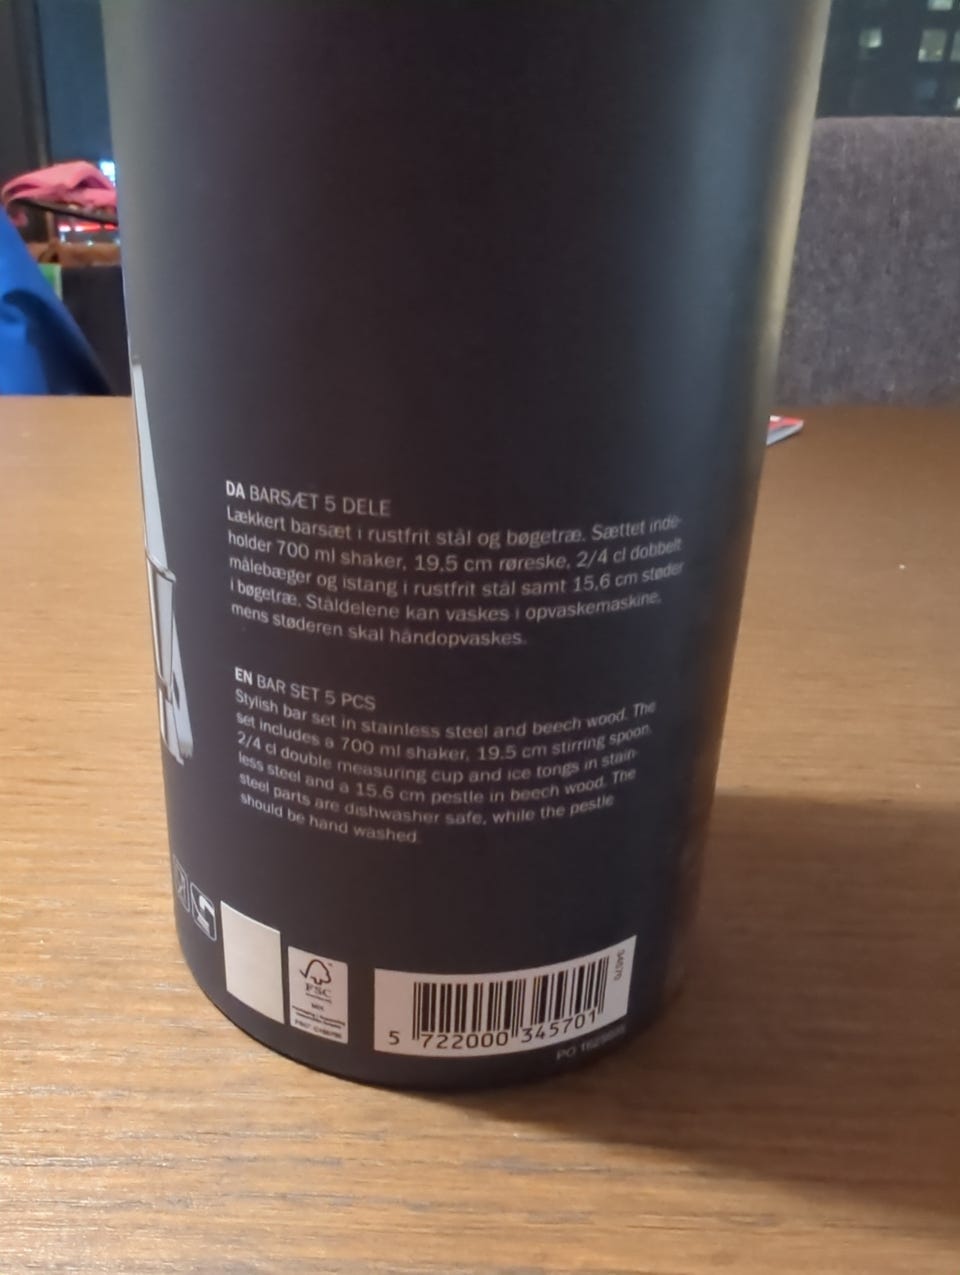 DA BARSÆT 5 DELE
Lækkert barsæt i rustfrit stål og bøgetræ. Sættet inde-
holder 700 ml shaker, 19,5 cm røreske, 2/4 cl dobbelt
målebæger og istang i rustfrit stål samt 15,6 cm støder
i bøgetræ. Ståldelene kan vaskes i opvaskemaskine,
mens støderen skal håndopvaskes.
EN BAR SET 5 PCS
Stylish bar set in stainless steel and beech wood. The
set includes a 700 ml shaker, 19.5 cm stirring spoon,
2/4 cl double measuring cup and ice tongs in stain-
less steel and a 15.6 cm pestle in beech wood. The
steel parts are dishwasher safe, while the pestle
should be hand washed.
FSC
MIX
34570
5 722000 345701
PO